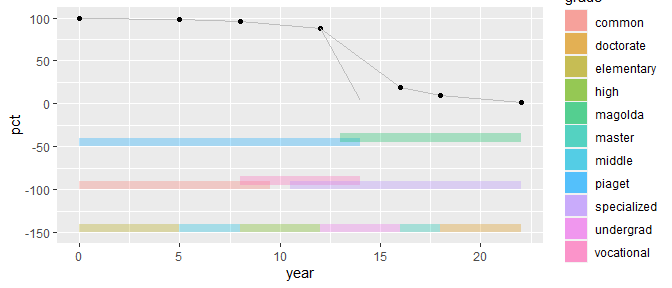 grade
100
50
0
-50
-100
-150
pct
0
5
10
15
20
year
common
doctorate
elementary
high
magolda
master
middle
piaget
specialized
undergrad
vocational